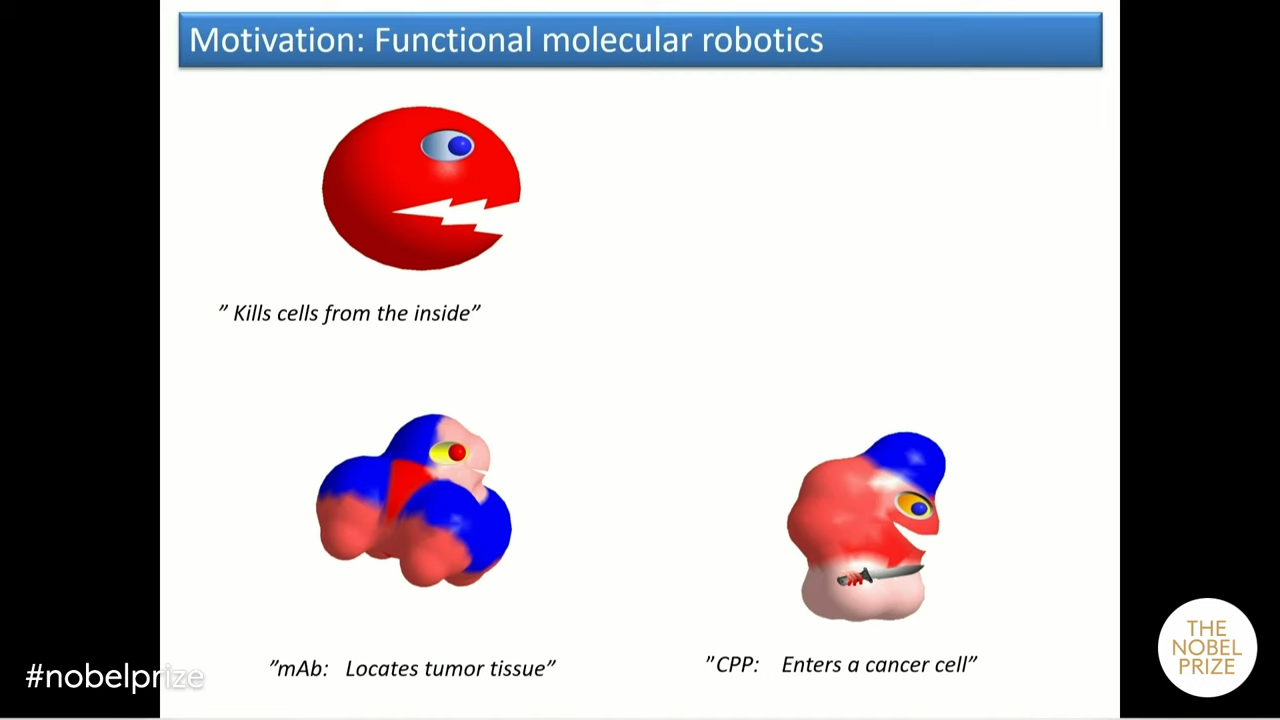 Motivation: Functional molecular robotics
” Kills cells from the inside”
”mAb: Locates tumor tissue”
”CPP: Enters a cancer cell”
#nobelprize
THE
NOBEL
PRIZE